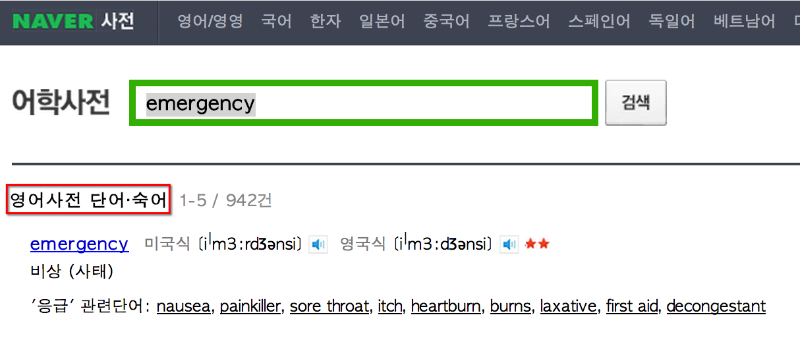 NAVER 사전 영어/영영 국어 한자 일본어 중국어 프랑스어 스페인어 독일어 베트남어
어학사전 emergency 검색
영어사전 단어·숙어 1-5 / 942건
emergency 미국식 [iˈmɜ:rdʒənsi] 영국식 [iˈmɜ:dʒənsi] ★★
비상 (사태)
'응급' 관련단어: nausea, painkiller, sore throat, itch, heartburn, burns, laxative, first aid, decongestant